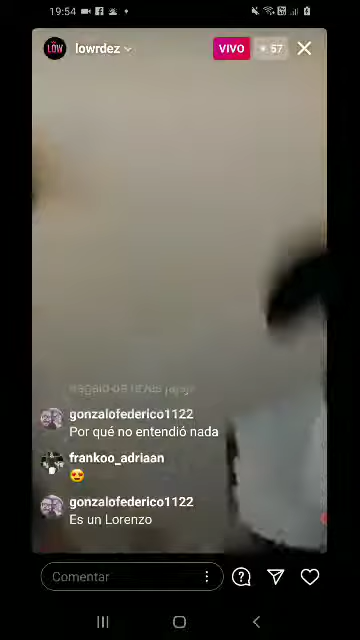 19:54
LOW
lowrdez
VIVO
57
gonzalofederico1122
Por qué no entendió nada
frankoo_adriaan
😍
gonzalofederico1122
Es un Lorenzo
Comentar